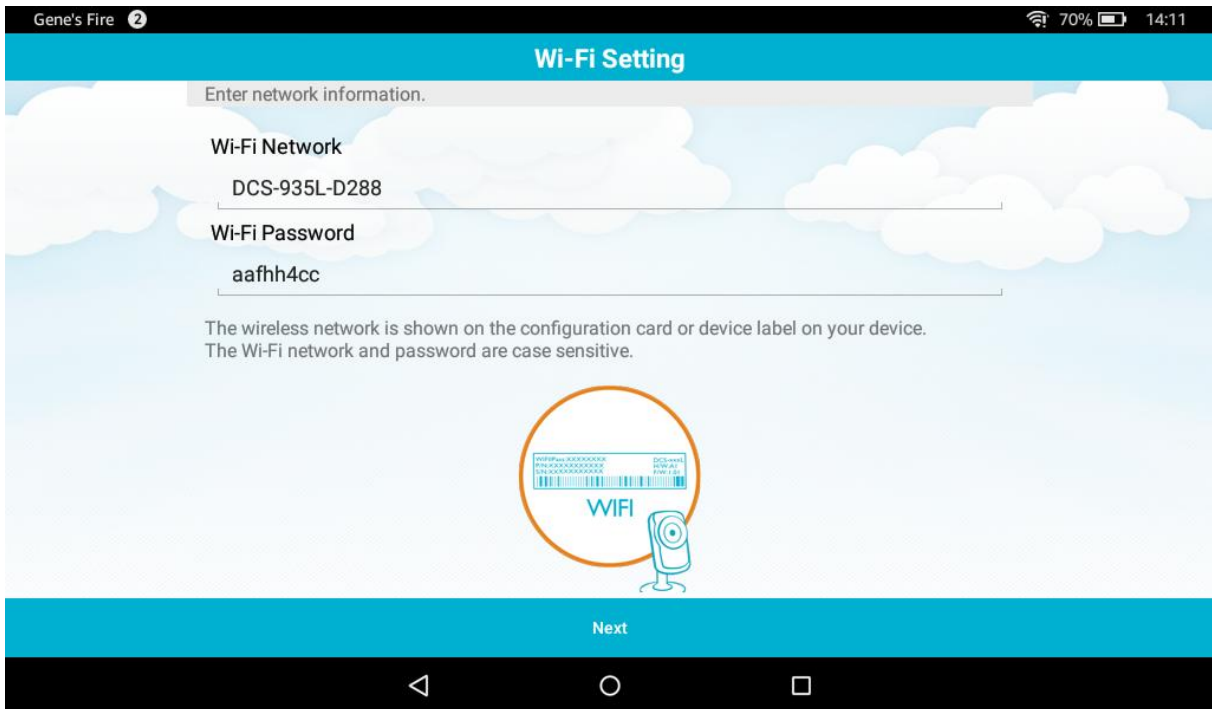 Gene's Fire 2 70% 14:11
Wi-Fi Setting
Enter network information.
Wi-Fi Network
DCS-935L-D288
Wi-Fi Password
aafhh4cc
The wireless network is shown on the configuration card or device label on your device.
The Wi-Fi network and password are case sensitive.
WIFI
Next